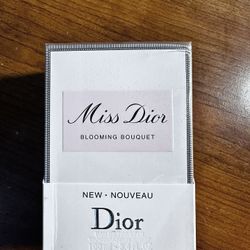 Miss Dior
BLOOMING BOUQUET
NEW • NOUVEAU
Dior